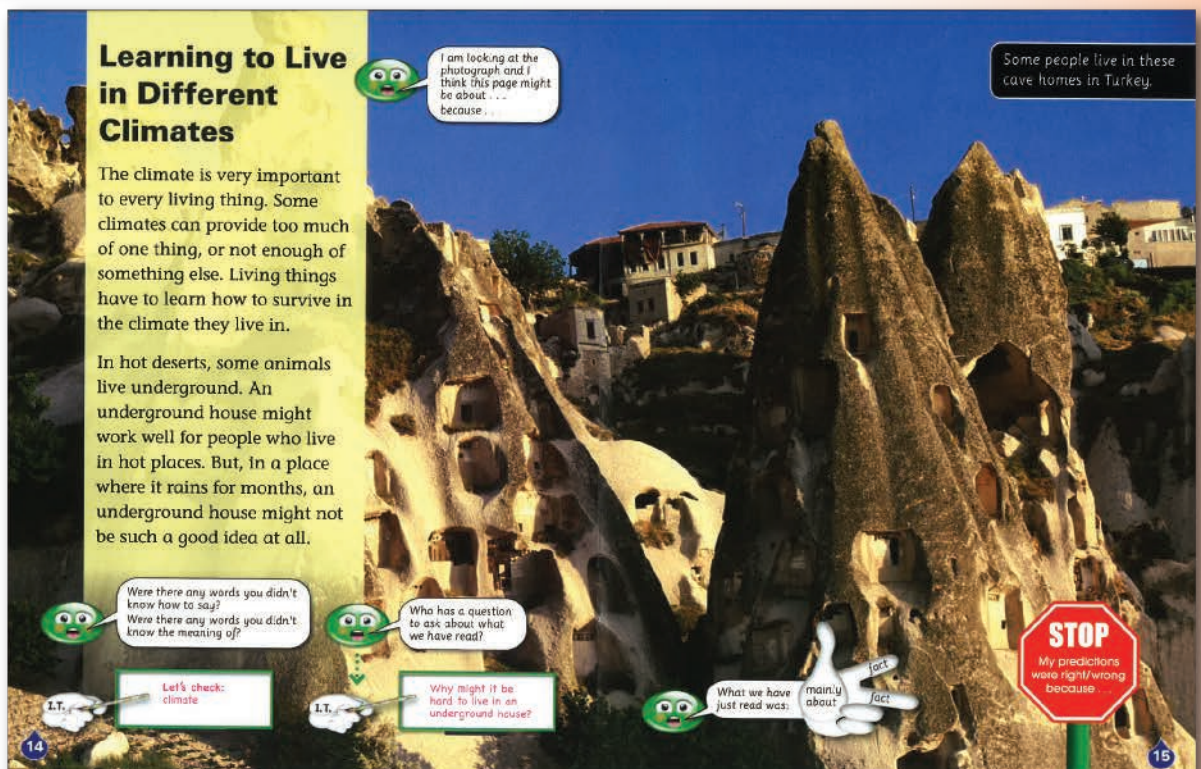 Learning to Live
in Different
Climates
I am looking at the
photograph and I
think this page might
be about . . .
because . .
Some people live in these
cave homes in Turkey.
The climate is very important
to every living thing. Some
climates can provide too much
of one thing, or not enough of
something else. Living things
have to learn how to survive in
the climate they live in.
In hot deserts, some animals
live underground. An
underground house might
work well for people who live
in hot places. But, in a place
where it rains for months, an
underground house might not
be such a good idea at all.
Were there any words you didn't
know how to say?
Were there any words you didn't
know the meaning of?
I.T.
Let's check:
climate
Who has a question
to ask about what
we have read?
I.T.
Why might it be
hard to live in an
underground house?
What we have
just read was:
mainly
about
fact
fact
STOP
My predictions
were right/wrong
because . . .
14
15